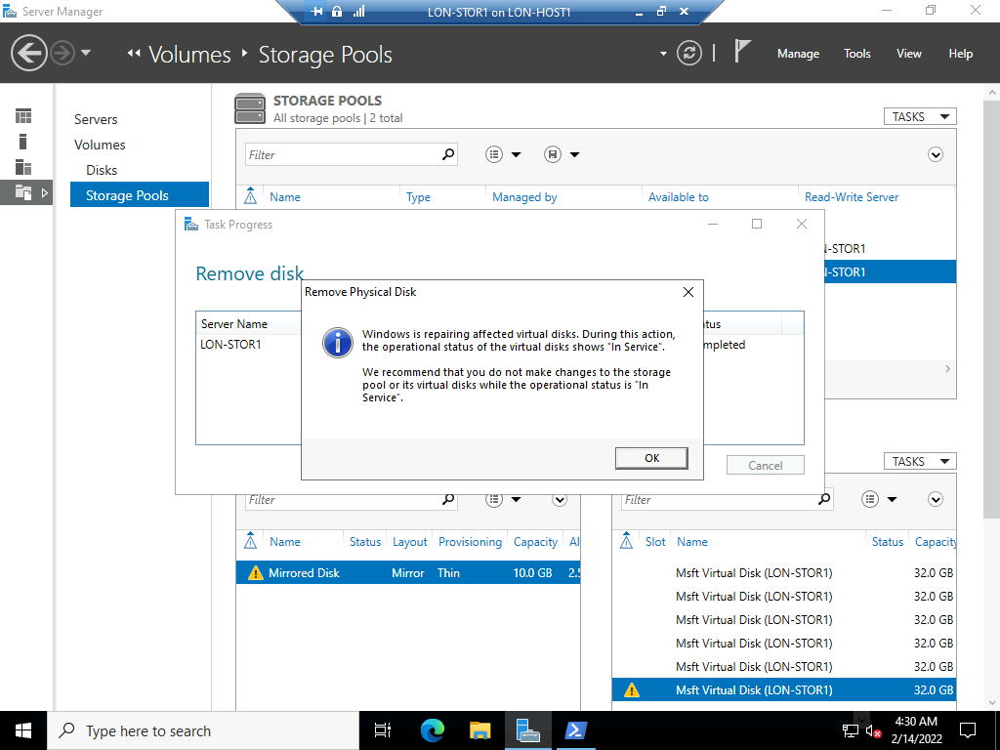 Server Manager
LON-STOR1 on LON-HOST1
Volumes
Storage Pools
Manage
Tools
View
Help
Servers
Volumes
Disks
Storage Pools
STORAGE POOLS
All storage pools | 2 total
TASKS
Filter
Name Type Managed by Available to Read-Write Server
N-STOR1
N-STOR1
Task Progress
Remove disk
Server Name
LON-STOR1
tus
mpleted
Cancel
Remove Physical Disk
Windows is repairing affected virtual disks. During this action,
the operational status of the virtual disks shows "In Service".
We recommend that you do not make changes to the storage
pool or its virtual disks while the operational status is "In
Service".
OK
TASKS
Filter
Name Status Layout Provisioning Capacity Al
Mirrored Disk Mirror Thin 10.0 GB 2.5
Filter
Slot Name Status Capacity
Msft Virtual Disk (LON-STOR1) 32.0 GB
Msft Virtual Disk (LON-STOR1) 32.0 GB
Msft Virtual Disk (LON-STOR1) 32.0 GB
Msft Virtual Disk (LON-STOR1) 32.0 GB
Msft Virtual Disk (LON-STOR1) 32.0 GB
Msft Virtual Disk (LON-STOR1) 32.0 GB
Type here to search
4:30 AM
2/14/2022